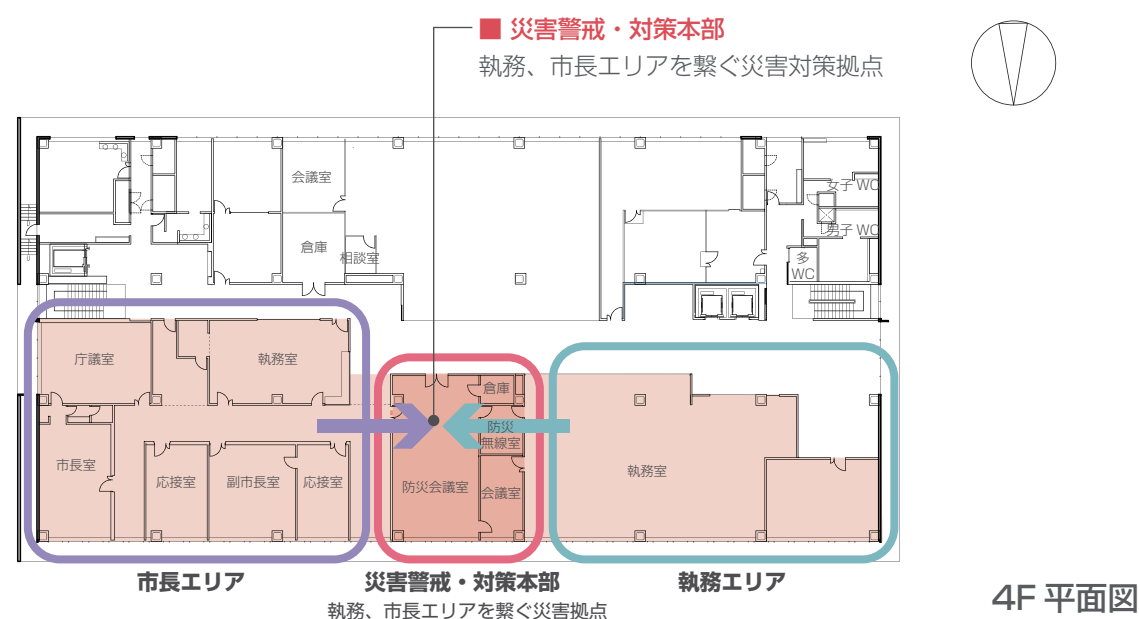 ■ 災害警戒・対策本部
執務、市長エリアを繋ぐ災害対策拠点
会議室
倉庫
相談室
女子 WC
男子 WC
多
WC
庁議室
執務室
市長室
応接室
副市長室
応接室
倉庫
防災
無線室
防災会議室
会議室
執務室
市長エリア
災害警戒・対策本部
執務、市長エリアを繋ぐ災害拠点
執務エリア
4F 平面図